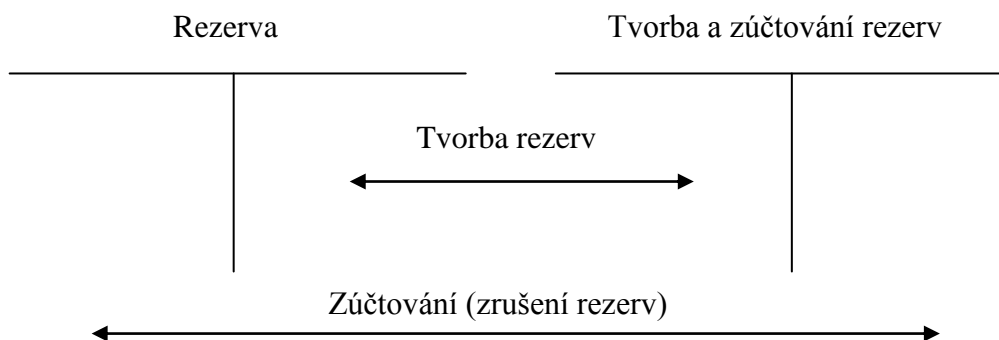 Rezerva
Tvorba a zúčtování rezerv
Tvorba rezerv
Zúčtování (zrušení rezerv)